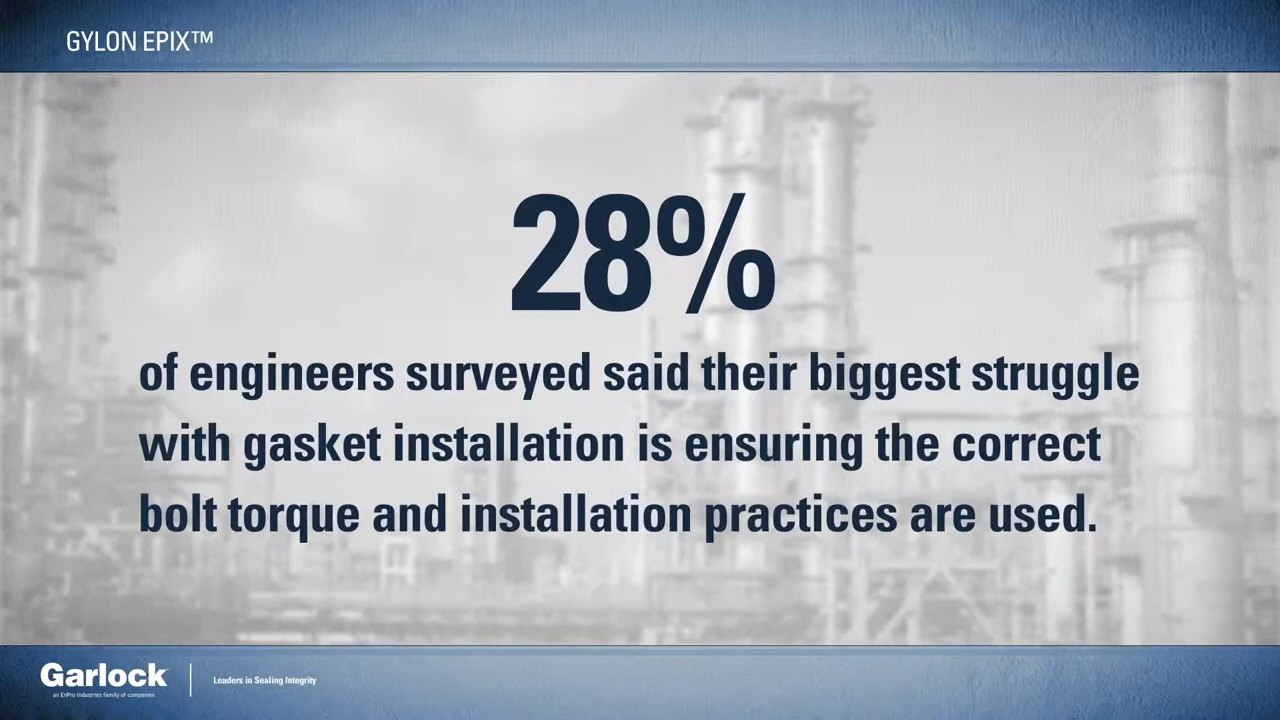 GYLON EPIX™
28%
of engineers surveyed said their biggest struggle
with gasket installation is ensuring the correct
bolt torque and installation practices are used.
Garlock
an EnPro Industries family of companies
Leaders in Sealing Integrity